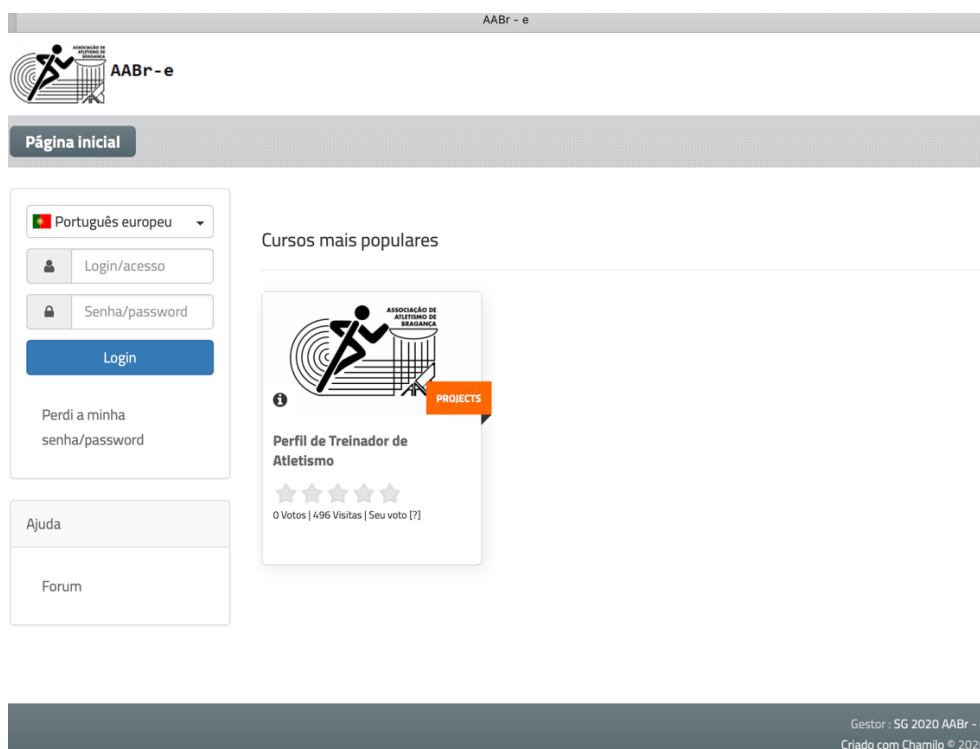 AABr - e
ASSOCIAÇÃO DE
ATLETISMO DE
BRAGANÇA
AABr-e
Página inicial
Português europeu
Login/acesso
Senha/password
Login
Perdi a minha
senha/password
Ajuda
Forum
Cursos mais populares
ASSOCIAÇÃO DE
ATLETISMO DE
BRAGANÇA
PROJECTS
Perfil de Treinador de
Atletismo
0 Votos | 496 Visitas | Seu voto [?]
Gestor : SG 2020 AABr -
Criado com Chamilo © 202